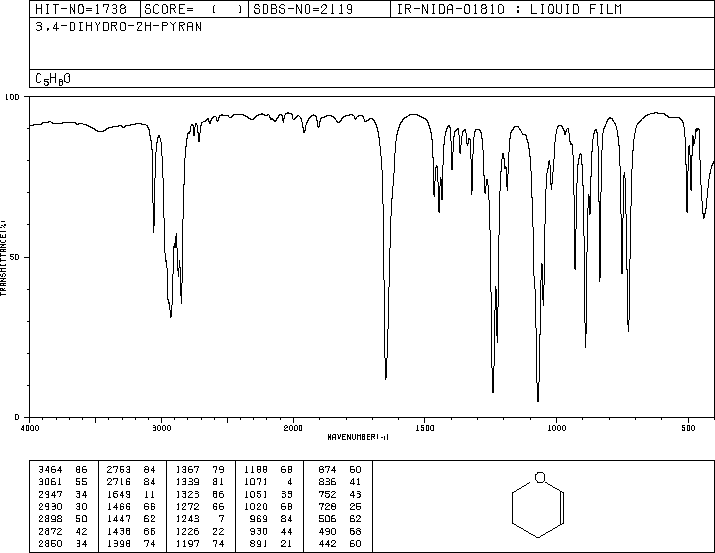 HIT-NO=1738 SCORE= ( ) SDBS-NO=2119 IR-NIDA-01810 : LIQUID FILM
3,4-DIHYDRO-2H-PYRAN
C5H8O
100
TRANSMITTANCE(%)
50
0
4000 3000 2000 1500 1000 500
WAVENUMBER(-1)
3464 86 2753 84 1367 79 1188 68 874 60
3061 55 2716 84 1339 81 1071 4 836 41
2947 34 1649 11 1323 66 1051 33 752 43
2930 30 1466 66 1272 66 1020 68 728 25
2898 50 1447 62 1243 7 969 84 506 62
2872 42 1438 66 1226 22 930 44 490 68
2850 34 1398 74 1197 74 891 21 442 60
O